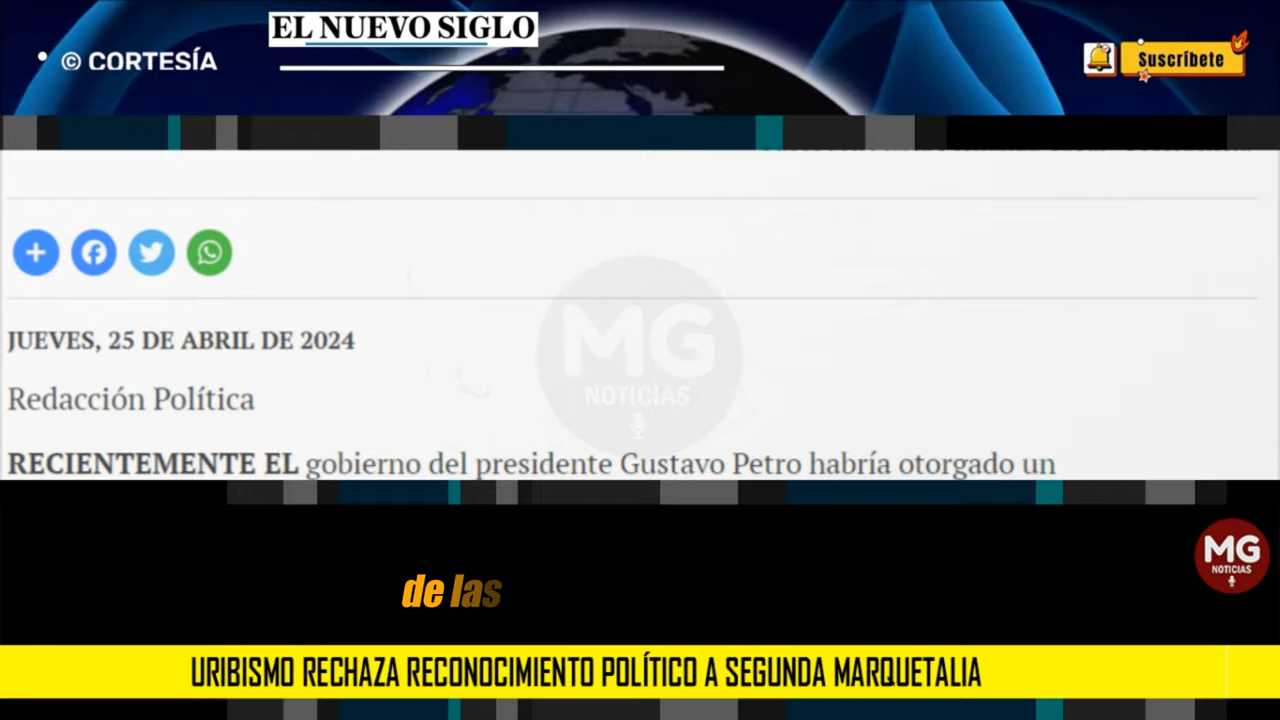 EL NUEVO SIGLO
© CORTESÍA
Suscríbete
JUEVES, 25 DE ABRIL DE 2024
Redacción Política
RECIENTEMENTE EL gobierno del presidente Gustavo Petro habría otorgado un
MG
NOTICIAS
MG
NOTICIAS
de las
URIBISMO RECHAZA RECONOCIMIENTO POLÍTICO A SEGUNDA MARQUETALIA